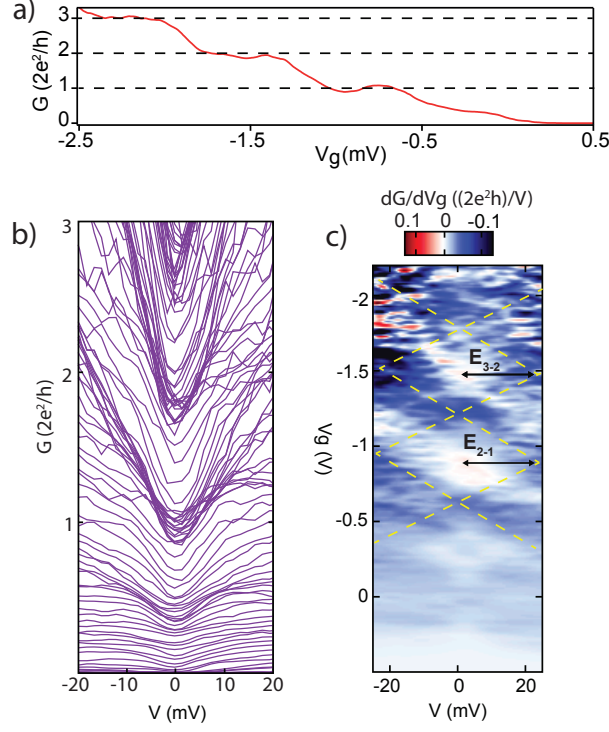 a)
G (2e²/h)
3
2
1
0
-2.5
-1.5
-0.5
0.5
Vg(mV)
b)
G (2e²/h)
3
2
1
-20
-10
0
10
20
V (mV)
c)
dG/dVg ((2e²h)/V)
0.1
0
-0.1
Vg (V)
-2
-1.5
-1
-0.5
0
E3-2
E2-1
-20
0
20
V (mV)